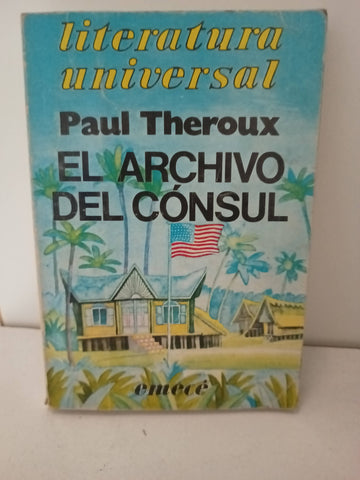 literatura
universal
Paul Theroux
EL ARCHIVO
DEL CÓNSUL
emecé